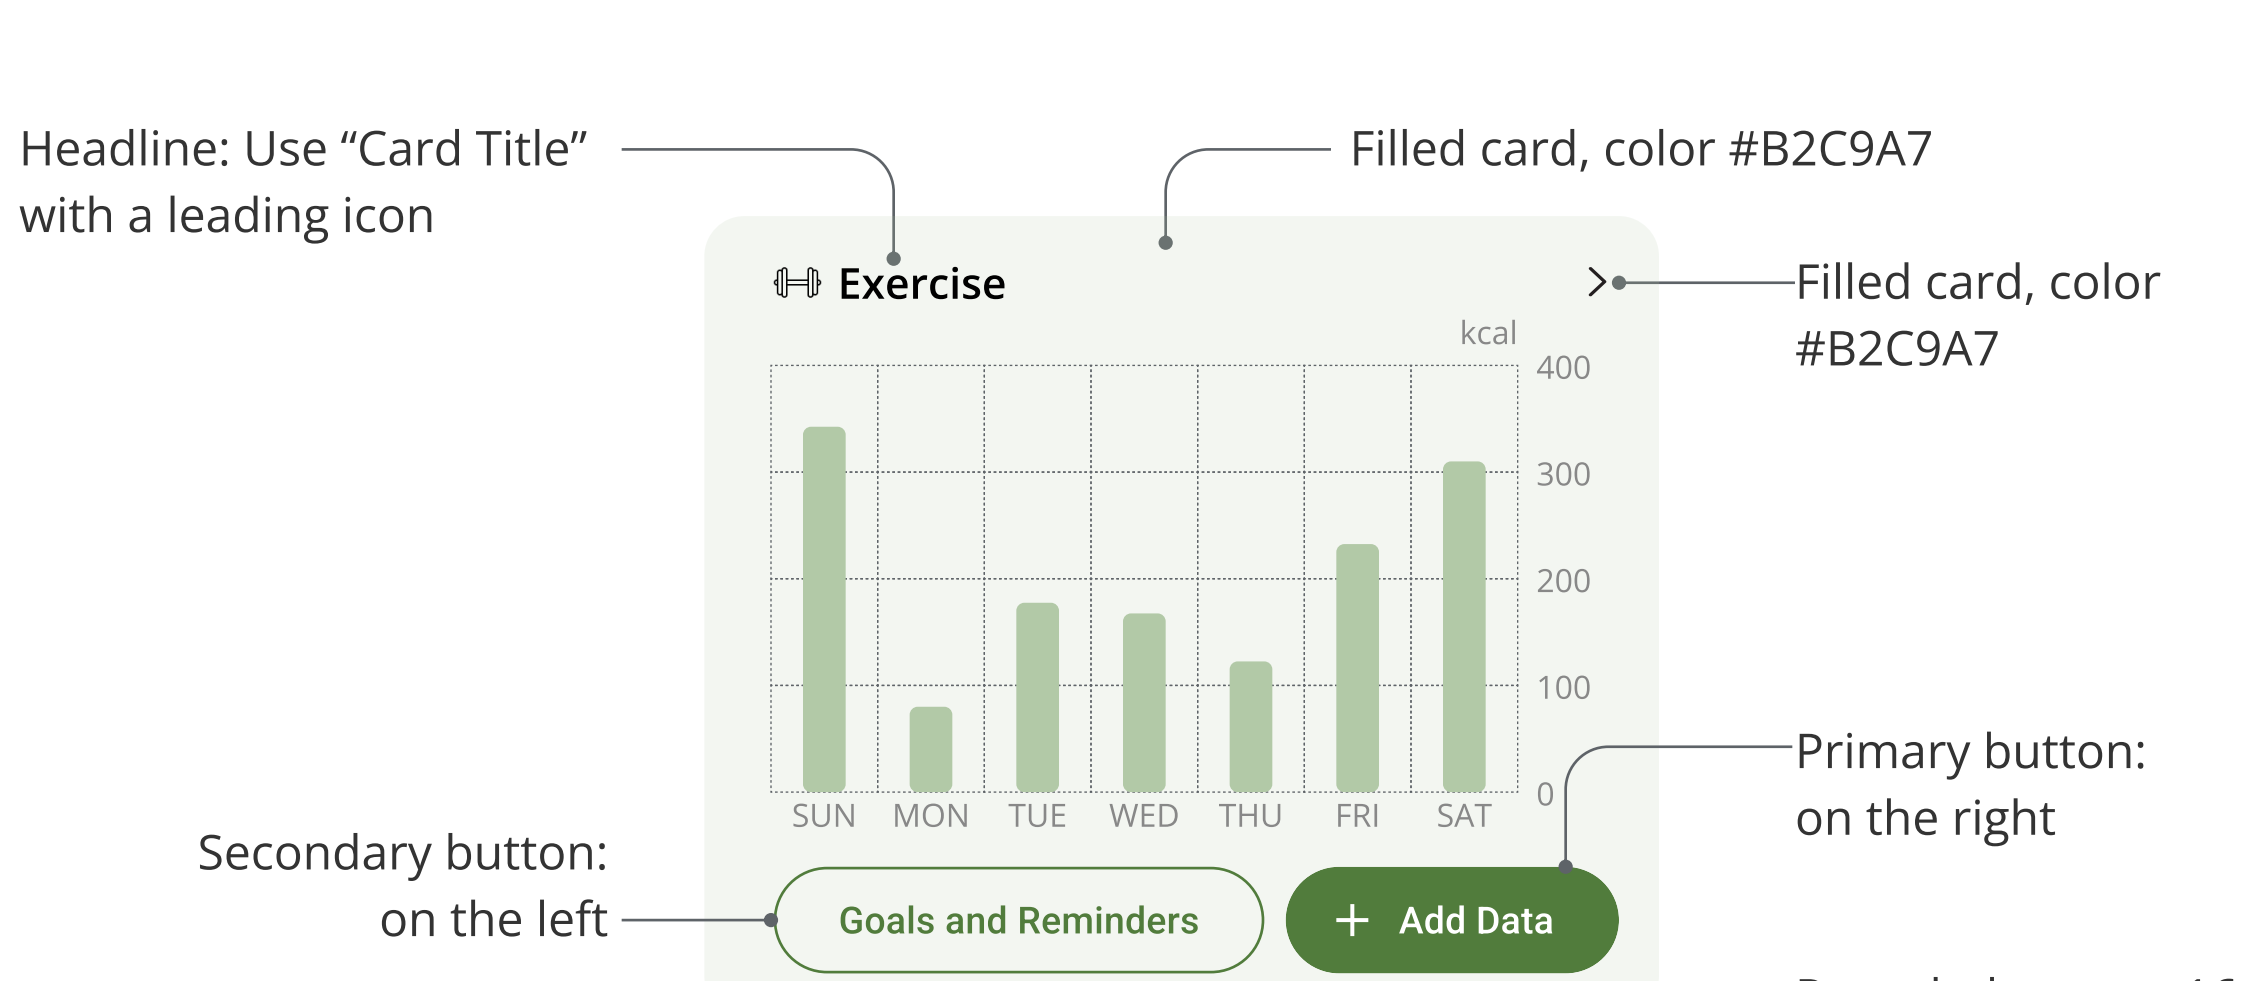 Headline: Use “Card Title”
with a leading icon
Filled card, color #B2C9A7
Filled card, color
#B2C9A7
Exercise
kcal
400
300
200
100
0
SUN MON TUE WED THU FRI SAT
Primary button:
on the right
Secondary button:
on the left
Goals and Reminders
Add Data